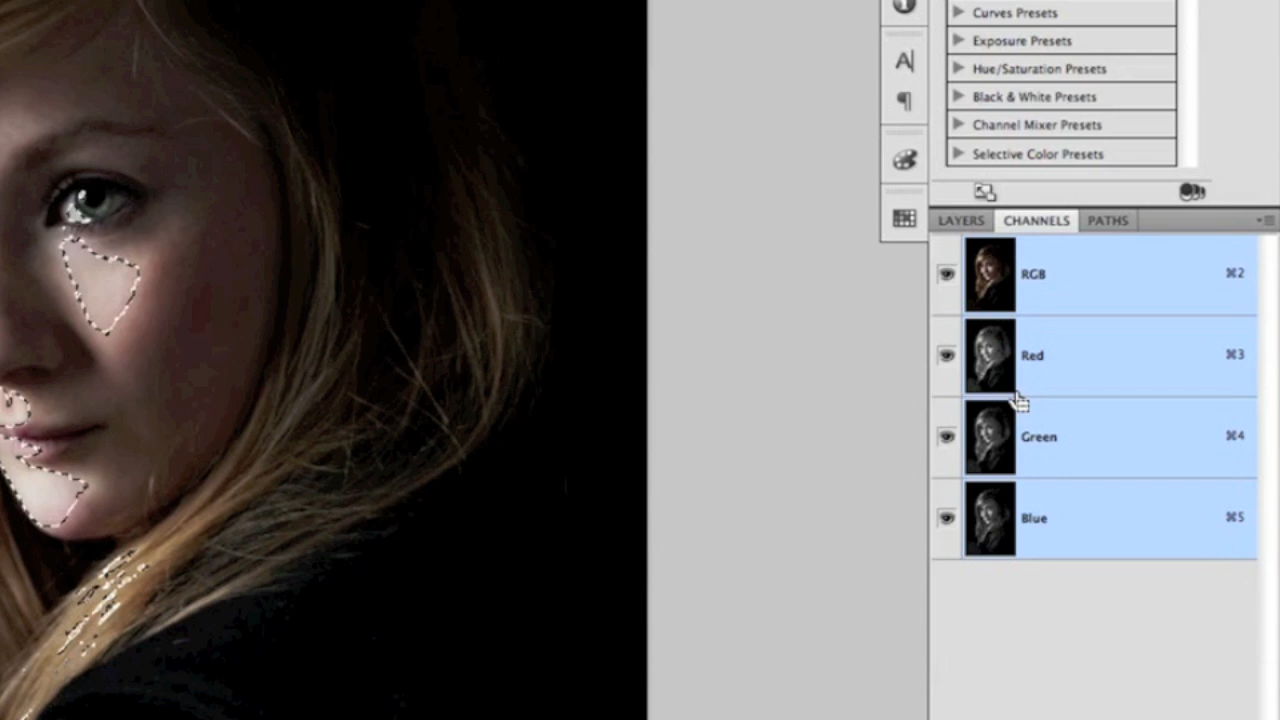 Curves Presets
Exposure Presets
Hue/Saturation Presets
Black & White Presets
Channel Mixer Presets
Selective Color Presets
A
¶
LAYERS CHANNELS PATHS
RGB ⌘2
Red ⌘3
Green ⌘4
Blue ⌘5